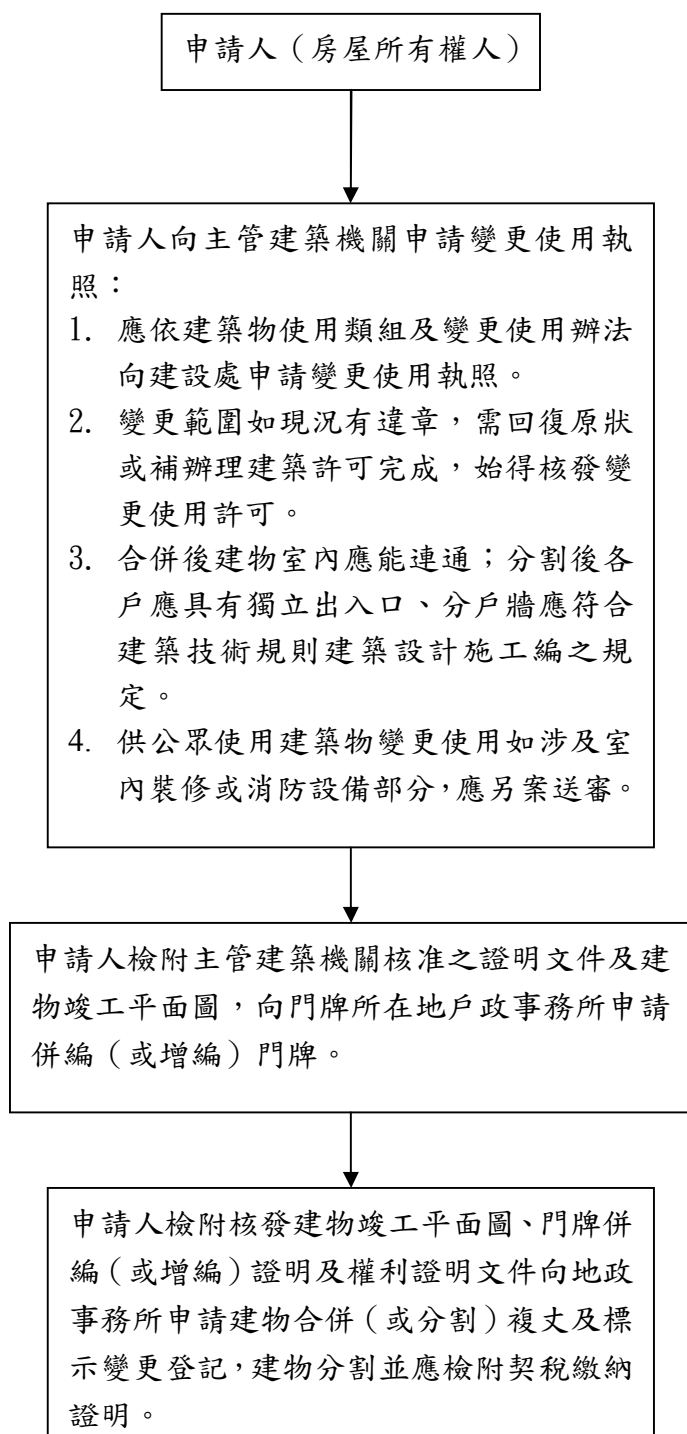 申請人（房屋所有權人）
申請人向主管建築機關申請變更使用執
照：
1. 應依建築物使用類組及變更使用辦法
向建設處申請變更使用執照。
2. 變更範圍如現況有違章，需回復原狀
或補辦理建築許可完成，始得核發變
更使用許可。
3. 合併後建物室內應能連通；分割後各
戶應具有獨立出入口、分戶牆應符合
建築技術規則建築設計施工編之規
定。
4. 供公眾使用建築物變更使用如涉及室
內裝修或消防設備部分，應另案送審。
申請人檢附主管建築機關核准之證明文件及建
物竣工平面圖，向門牌所在地戶政事務所申請
併編（或增編）門牌。
申請人檢附核發建物竣工平面圖、門牌併
編（或增編）證明及權利證明文件向地政
事務所申請建物合併（或分割）複丈及標
示變更登記，建物分割並應檢附契稅繳納
證明。